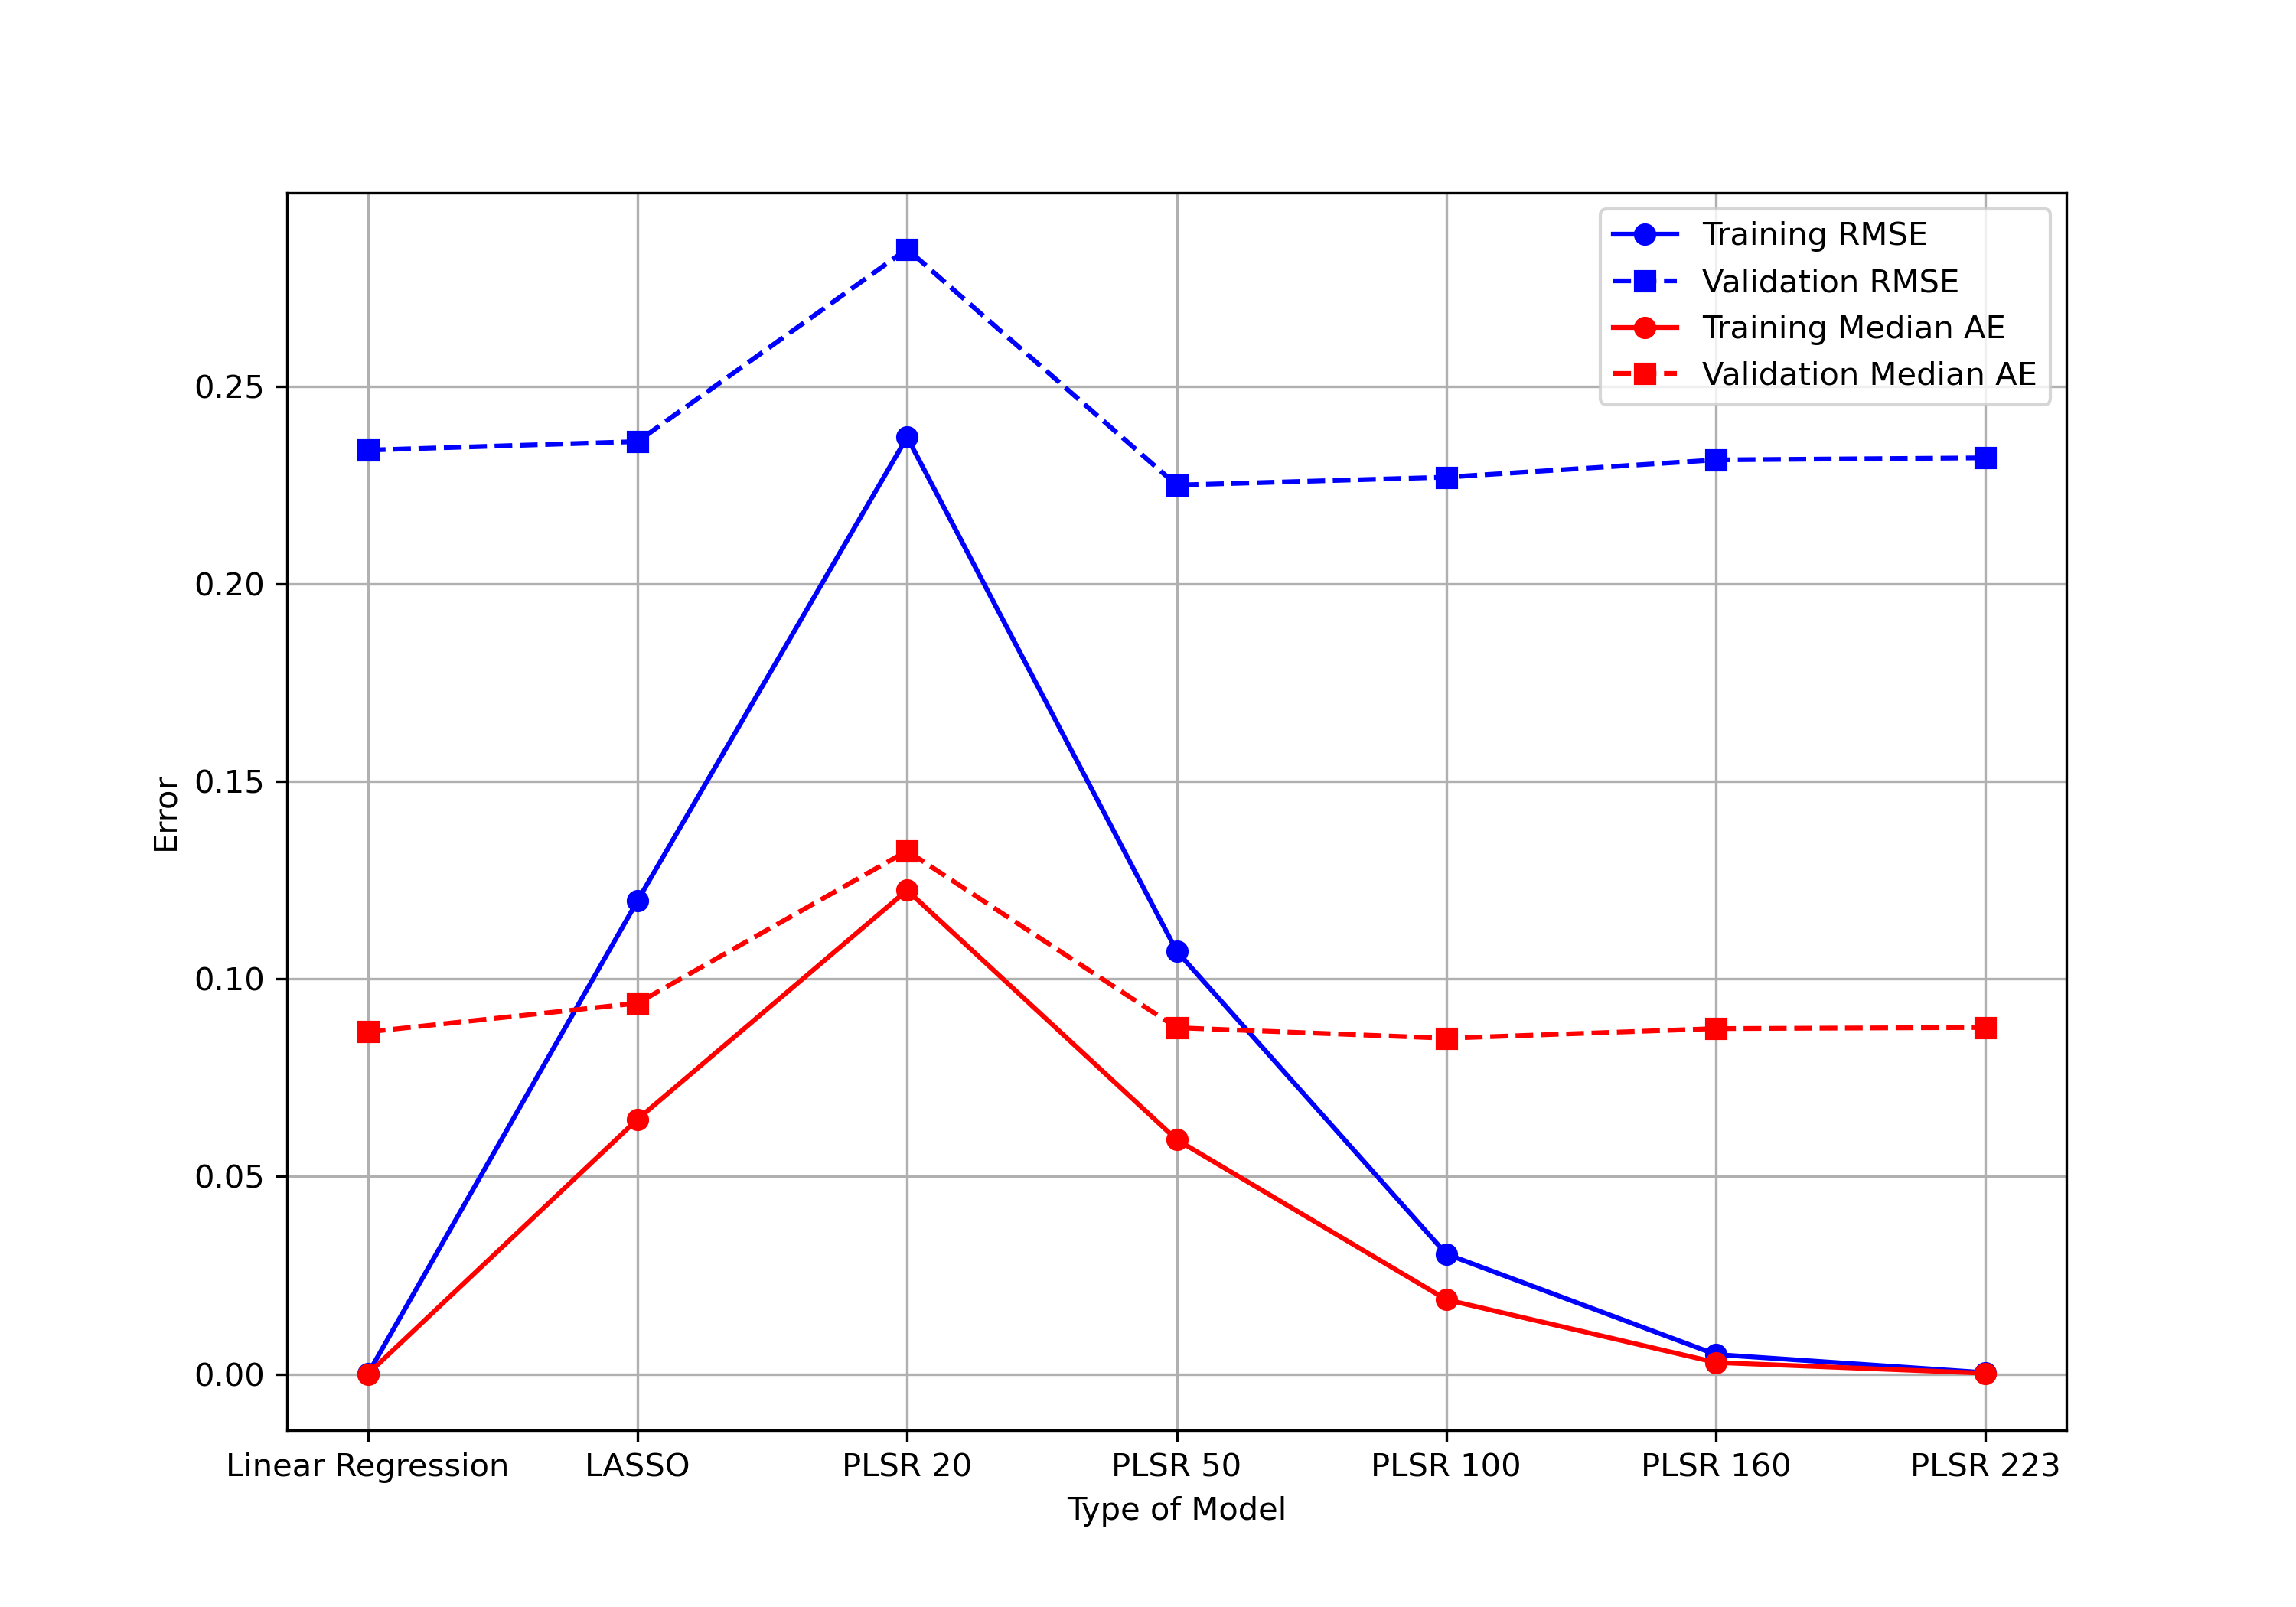 Training RMSE
Validation RMSE
Training Median AE
Validation Median AE
0.25
0.20
0.15
0.10
0.05
0.00
Error
Linear Regression LASSO PLSR 20 PLSR 50 PLSR 100 PLSR 160 PLSR 223
Type of Model